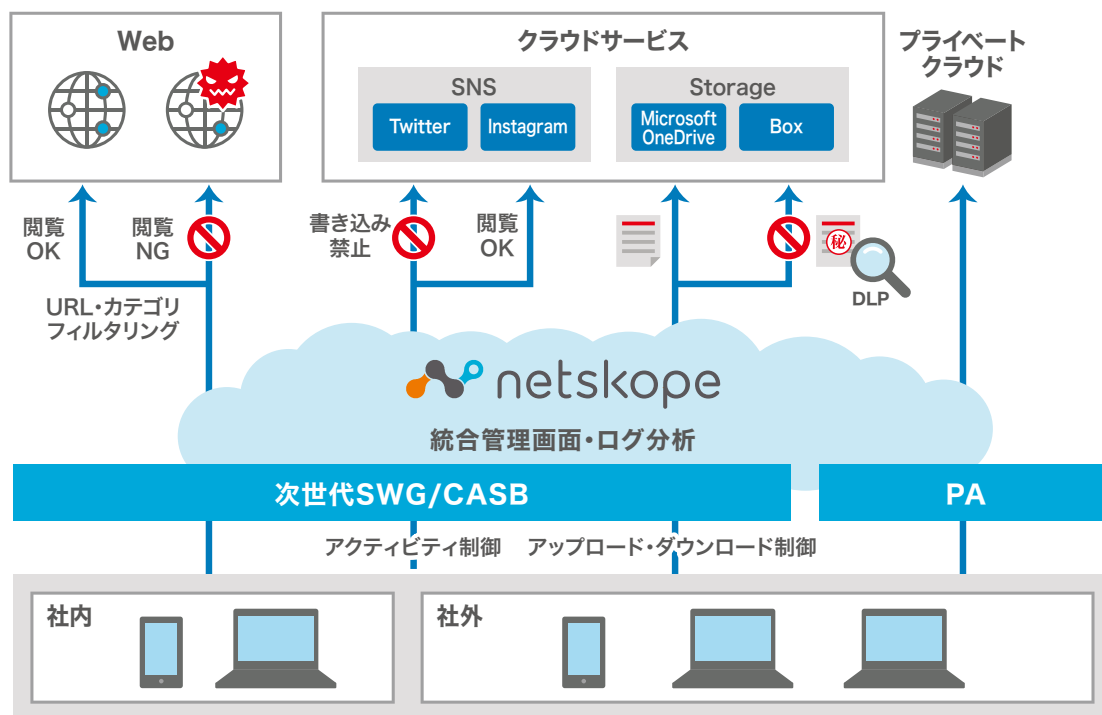 Web
クラウドサービス
プライベート
クラウド
SNS
Storage
Twitter
Instagram
Microsoft
OneDrive
Box
閲覧
OK
閲覧
NG
書き込み
禁止
閲覧
OK
秘
DLP
URL・カテゴリ
フィルタリング
netskope
統合管理画面・ログ分析
次世代SWG/CASB
PA
アクティビティ制御
アップロード・ダウンロード制御
社内
社外